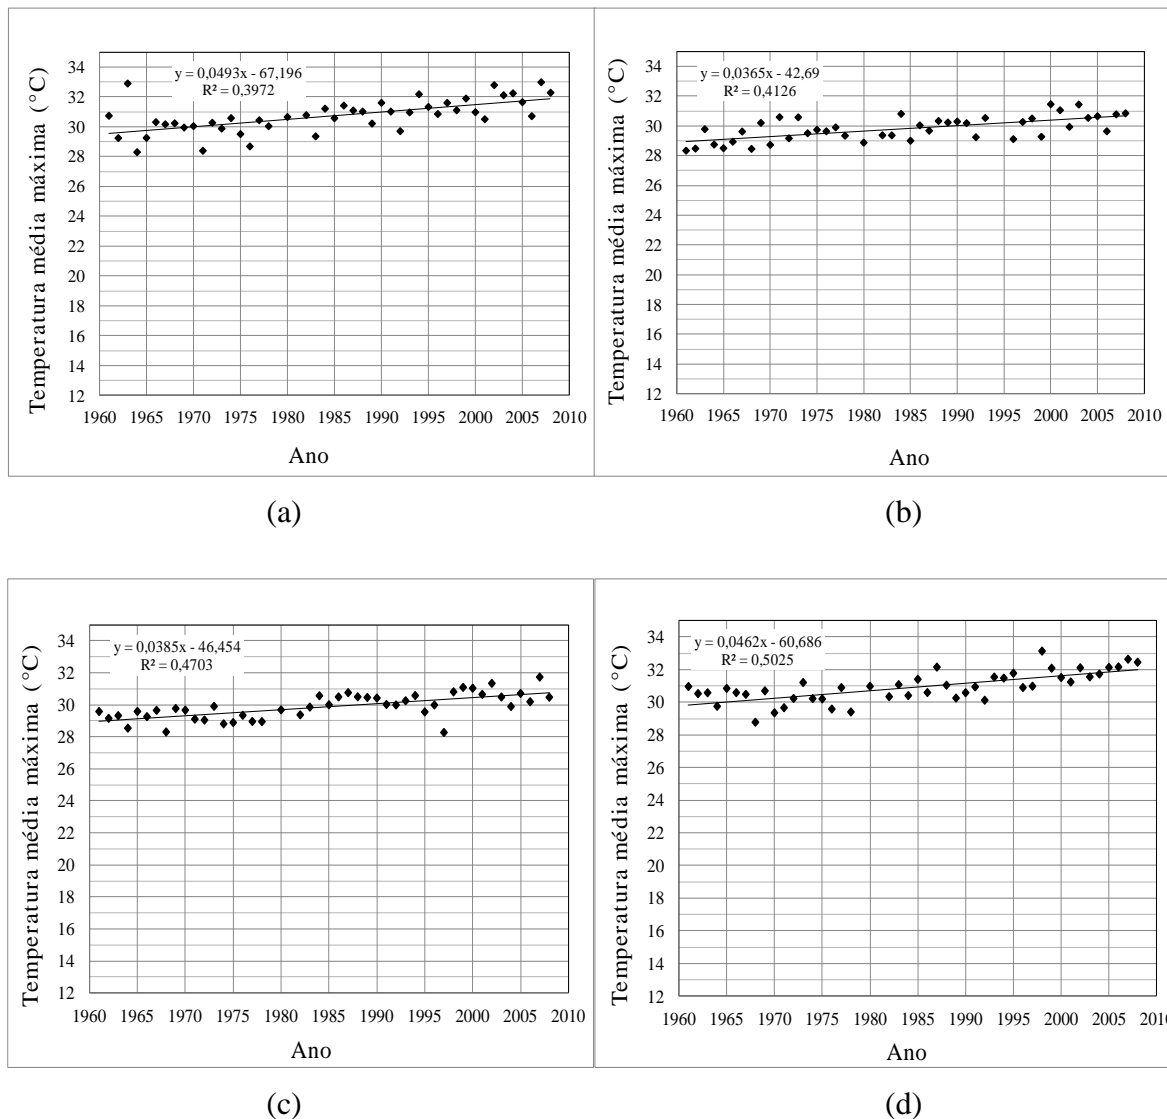 34
32
30
28
26
24
22
20
18
16
14
12
1960 1965 1970 1975 1980 1985 1990 1995 2000 2005 2010
Temperatura média máxima (°C)
Ano
y = 0,0493x - 67,196
R² = 0,3972
(a)
34
32
30
28
26
24
22
20
18
16
14
12
1960 1965 1970 1975 1980 1985 1990 1995 2000 2005 2010
Temperatura média máxima (°C)
Ano
y = 0,0365x - 42,69
R² = 0,4126
(b)
34
32
30
28
26
24
22
20
18
16
14
12
1960 1965 1970 1975 1980 1985 1990 1995 2000 2005 2010
Temperatura média máxima (°C)
Ano
y = 0,0385x - 46,454
R² = 0,4703
(c)
34
32
30
28
26
24
22
20
18
16
14
12
1960 1965 1970 1975 1980 1985 1990 1995 2000 2005 2010
Temperatura média máxima (°C)
Ano
y = 0,0462x - 60,686
R² = 0,5025
(d)